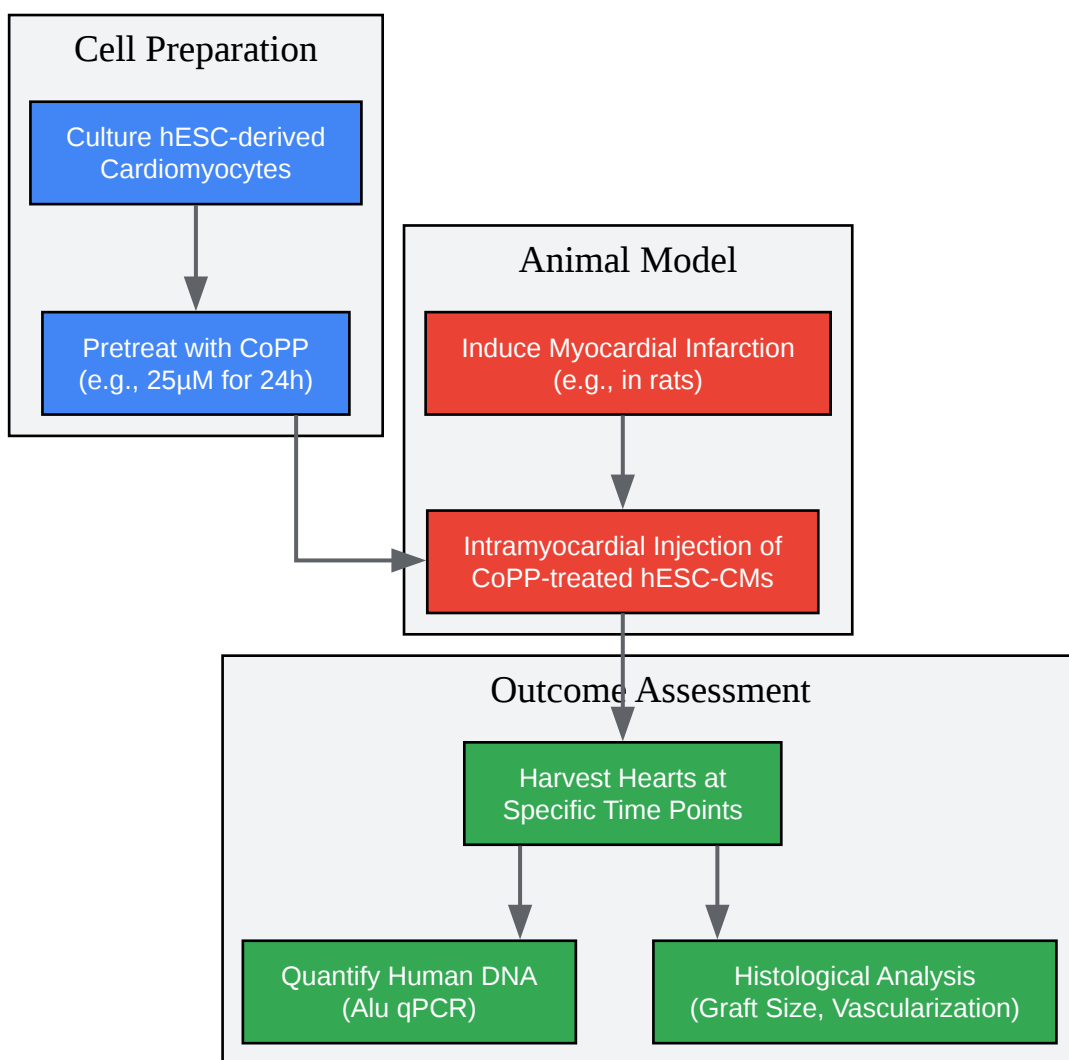 Cell Preparation
Culture hESC-derived
Cardiomyocytes
Pretreat with CoPP
(e.g., 25µM for 24h)
Animal Model
Induce Myocardial Infarction
(e.g., in rats)
Intramyocardial Injection of
CoPP-treated hESC-CMs
Outcome Assessment
Harvest Hearts at
Specific Time Points
Quantify Human DNA
(Alu qPCR)
Histological Analysis
(Graft Size, Vascularization)